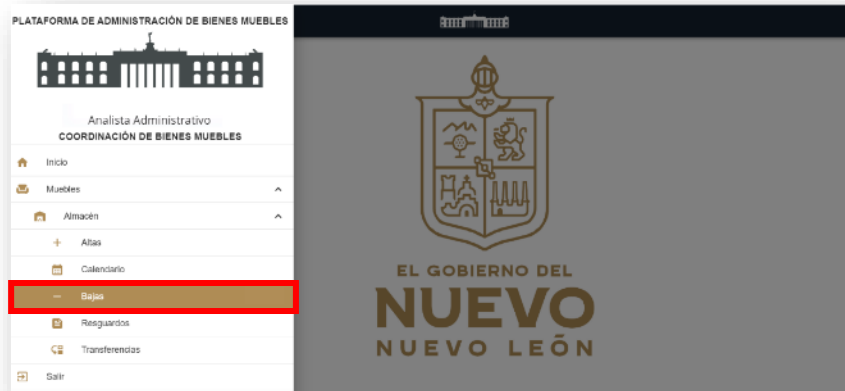 PLATAFORMA DE ADMINISTRACIÓN DE BIENES MUEBLES
Analista Administrativo
COORDINACIÓN DE BIENES MUEBLES
Inicio
Muebles
Almacén
Altas
Calendario
Bajas
Resguardos
Transferencias
Salir
EL GOBIERNO DEL
NUEVO
NUEVO LEÓN